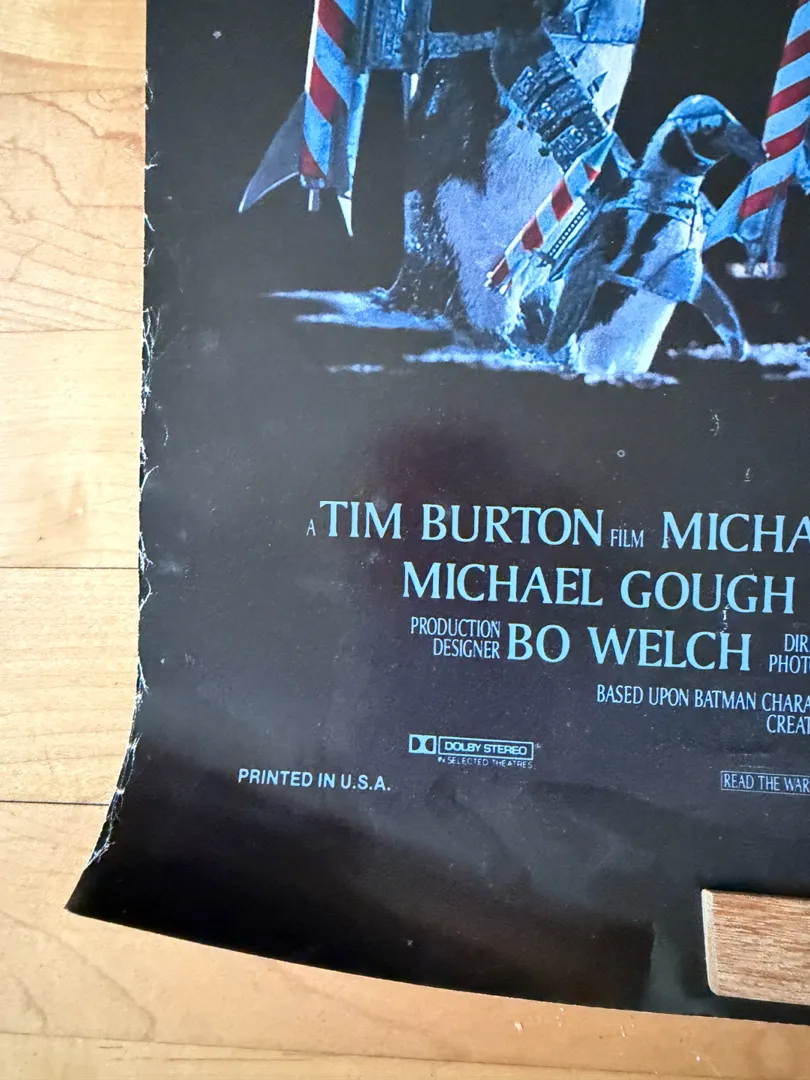 A TIM BURTON FILM MICHA
MICHAEL GOUGH
PRODUCTION DESIGNER BO WELCH DIR
PHOT
BASED UPON BATMAN CHARA
CREAT
DOLBY STEREO
IN SELECTED THEATRES
PRINTED IN U.S.A.
READ THE WAR